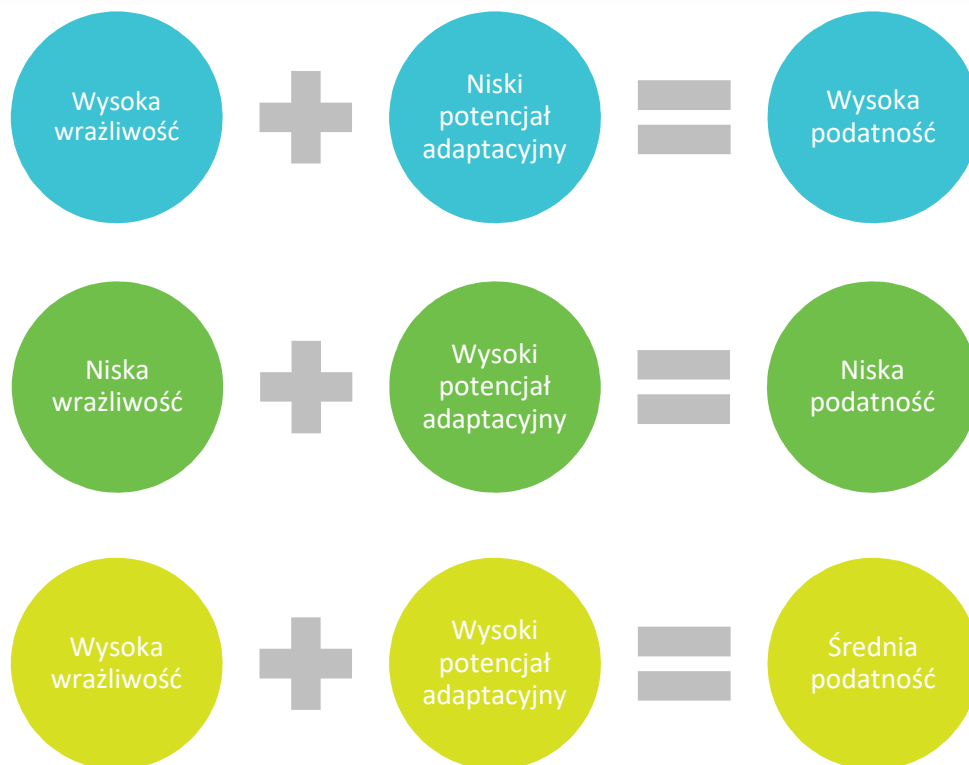 Wysoka
wrażliwość
Niski
potencjał
adaptacyjny
Wysoka
podatność
Niska
wrażliwość
Wysoki
potencjał
adaptacyjny
Niska
podatność
Wysoka
wrażliwość
Wysoki
potencjał
adaptacyjny
Średnia
podatność